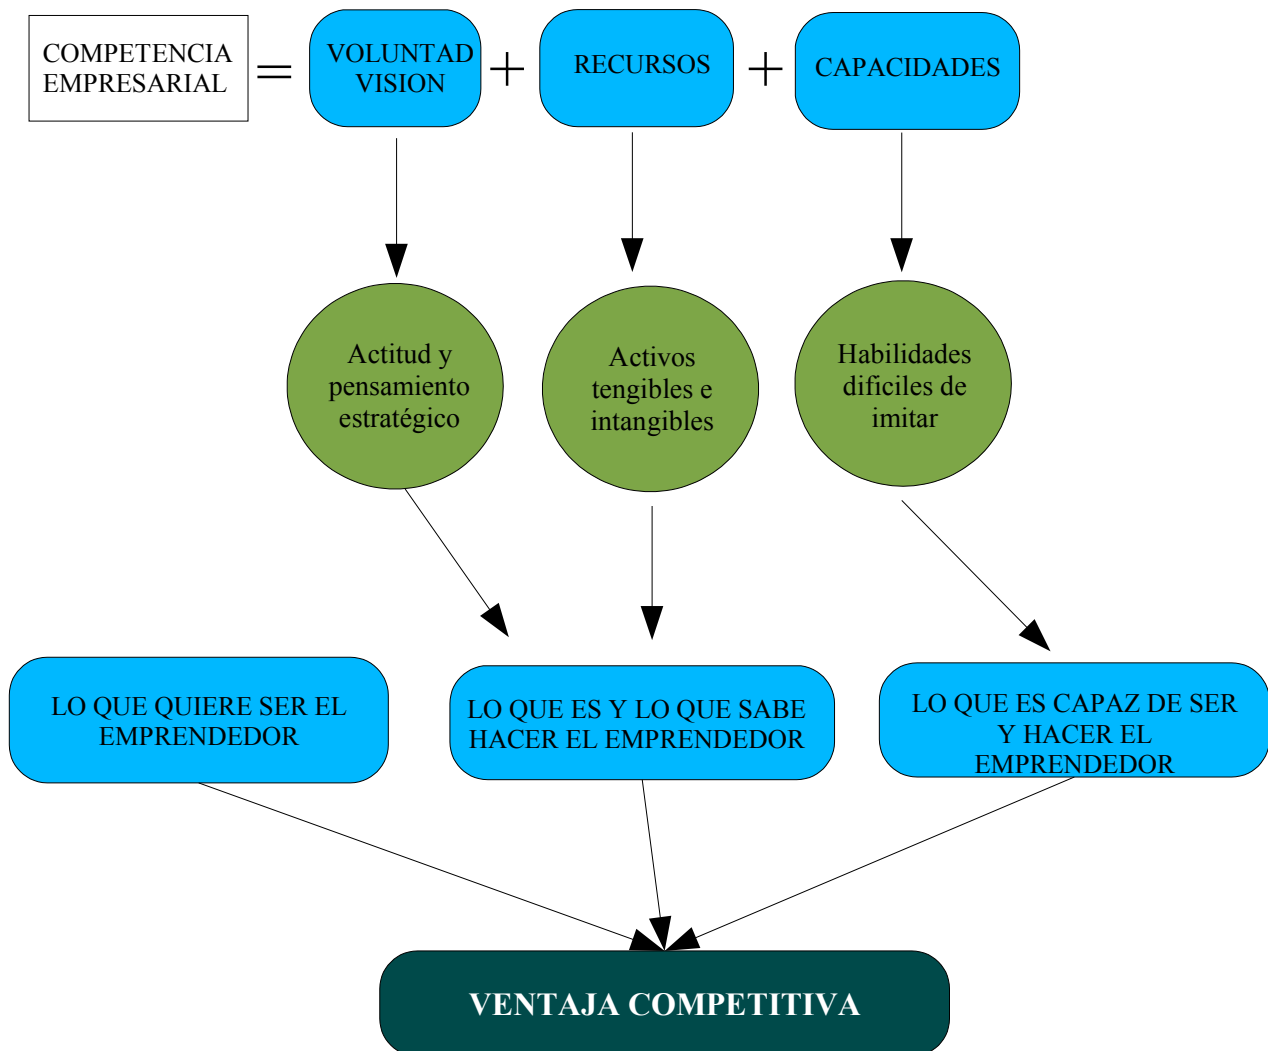 COMPETENCIA
EMPRESARIAL
=
VOLUNTAD
VISION
+
RECURSOS
+
CAPACIDADES
Actitud y
pensamiento
estratégico
Activos
tengibles e
intangibles
Habilidades
dificiles de
imitar
LO QUE QUIERE SER EL
EMPRENDEDOR
LO QUE ES Y LO QUE SABE
HACER EL EMPRENDEDOR
LO QUE ES CAPAZ DE SER
Y HACER EL
EMPRENDEDOR
VENTAJA COMPETITIVA